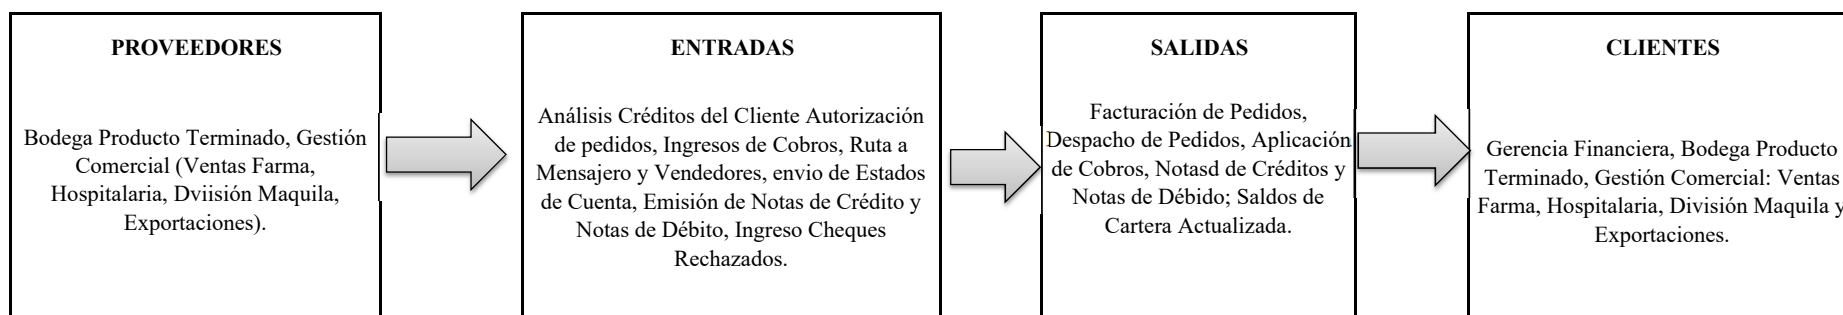 PROVEEDORES
Bodega Producto Terminado, Gestión
Comercial (Ventas Farma,
Hospitalaria, Dviisión Maquila,
Exportaciones).
ENTRADAS
Análisis Créditos del Cliente Autorización
de pedidos, Ingresos de Cobros, Ruta a
Mensajero y Vendedores, envio de Estados
de Cuenta, Emisión de Notas de Crédito y
Notas de Débito, Ingreso Cheques
Rechazados.
SALIDAS
Facturación de Pedidos,
Despacho de Pedidos, Aplicación
de Cobros, Notasd de Créditos y
Notas de Débido; Saldos de
Cartera Actualizada.
CLIENTES
Gerencia Financiera, Bodega Producto
Terminado, Gestión Comercial: Ventas
Farma, Hospitalaria, División Maquila y
Exportaciones.